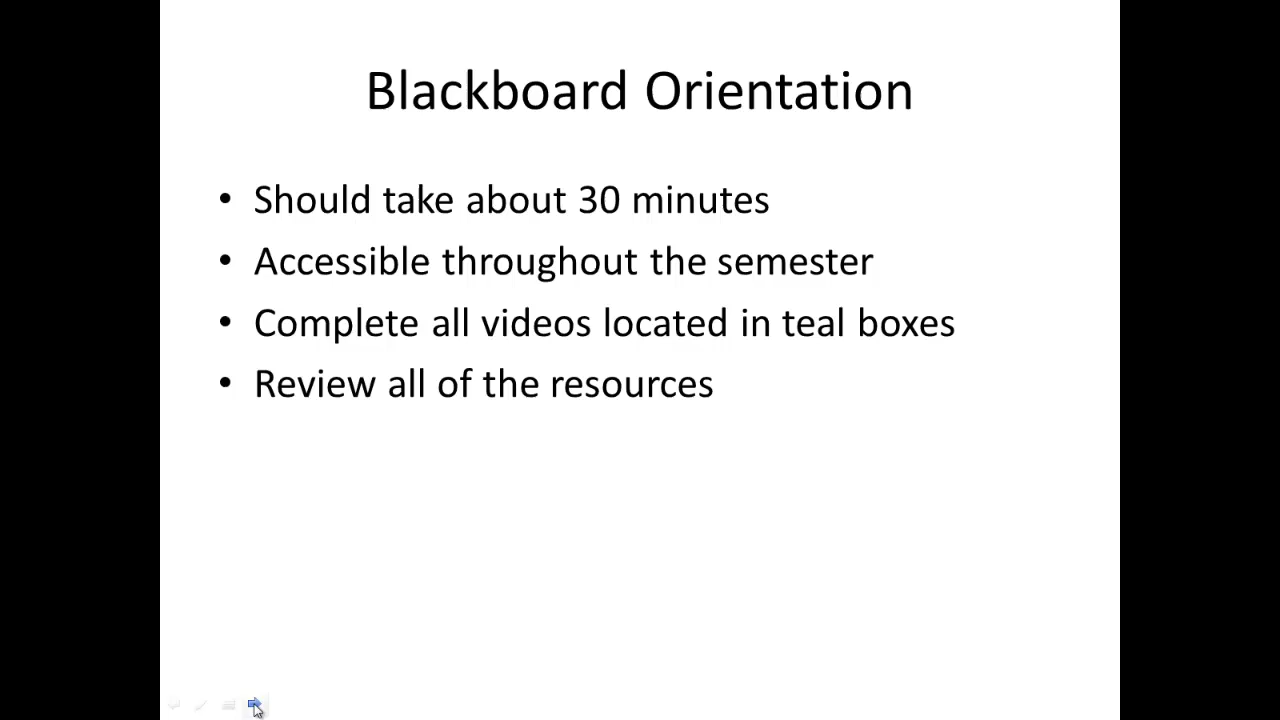 Blackboard Orientation
• Should take about 30 minutes
• Accessible throughout the semester
• Complete all videos located in teal boxes
• Review all of the resources